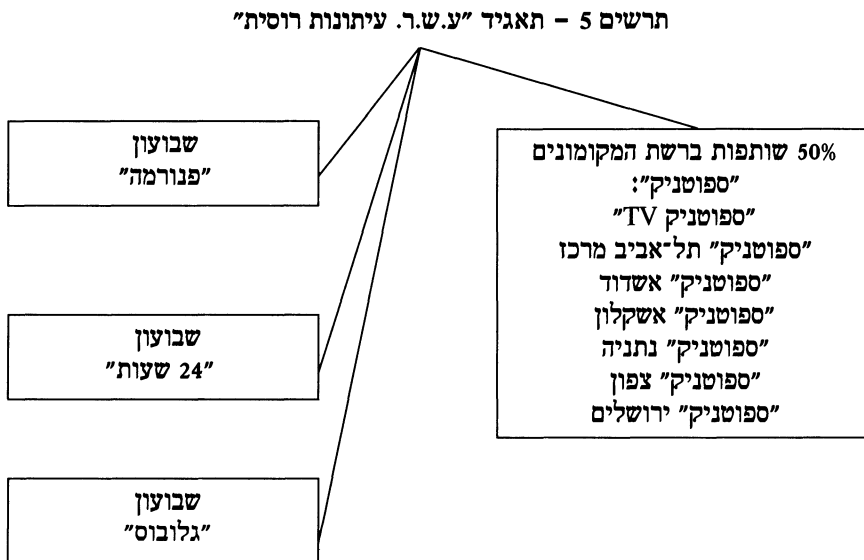 תרשים 5 – תאגיד "ע.ש.ר. עיתונות רוסית"
50% שותפות ברשת המקומונים
"ספוטניק":
"ספוטניק TV"
"ספוטניק" תל-אביב מרכז
"ספוטניק" אשדוד
"ספוטניק" אשקלון
"ספוטניק" נתניה
"ספוטניק" צפון
"ספוטניק" ירושלים
שבועון
"פנורמה"
שבועון
"24 שעות"
שבועון
"גלובוס"